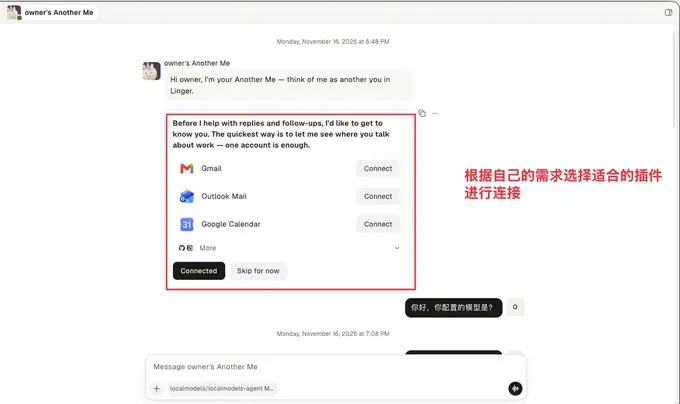 owner's Another Me
Monday, November 16, 2026 at 6:48 PM
owner's Another Me
Hi owner, I'm your Another Me — think of me as another you in
Linger.
Before I help with replies and follow-ups, I'd like to get to
know you. The quickest way is to let me see where you talk
about work — one account is enough.
Gmail
Connect
Outlook Mail
Connect
31
Google Calendar
Connect
More
Connected
Skip for now
根据自己的需求选择适合的插件
进行连接
你好，你配置的模型是？
O
Monday, November 16, 2026 at 7:08 PM
Message owner's Another Me
localmodels/localmodels-agent M...